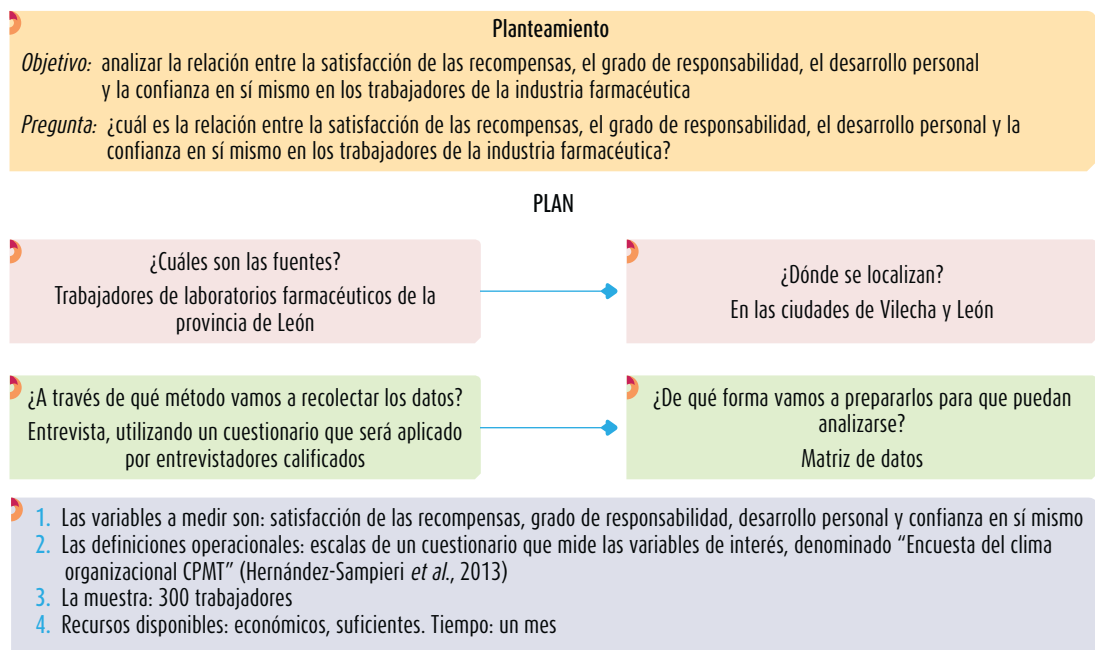 Planteamiento
Objetivo: analizar la relación entre la satisfacción de las recompensas, el grado de responsabilidad, el desarrollo personal
y la confianza en sí mismo en los trabajadores de la industria farmacéutica
Pregunta: ¿cuál es la relación entre la satisfacción de las recompensas, el grado de responsabilidad, el desarrollo personal y la
confianza en sí mismo en los trabajadores de la industria farmacéutica?
PLAN
¿Cuáles son las fuentes?
Trabajadores de laboratorios farmacéuticos de la
provincia de León
¿Dónde se localizan?
En las ciudades de Vilecha y León
¿A través de qué método vamos a recolectar los datos?
Entrevista, utilizando un cuestionario que será aplicado
por entrevistadores calificados
¿De qué forma vamos a prepararlos para que puedan
analizarse?
Matriz de datos
1. Las variables a medir son: satisfacción de las recompensas, grado de responsabilidad, desarrollo personal y confianza en sí mismo
2. Las definiciones operacionales: escalas de un cuestionario que mide las variables de interés, denominado “Encuesta del clima
organizacional CPMT” (Hernández-Sampieri et al., 2013)
3. La muestra: 300 trabajadores
4. Recursos disponibles: económicos, suficientes. Tiempo: un mes